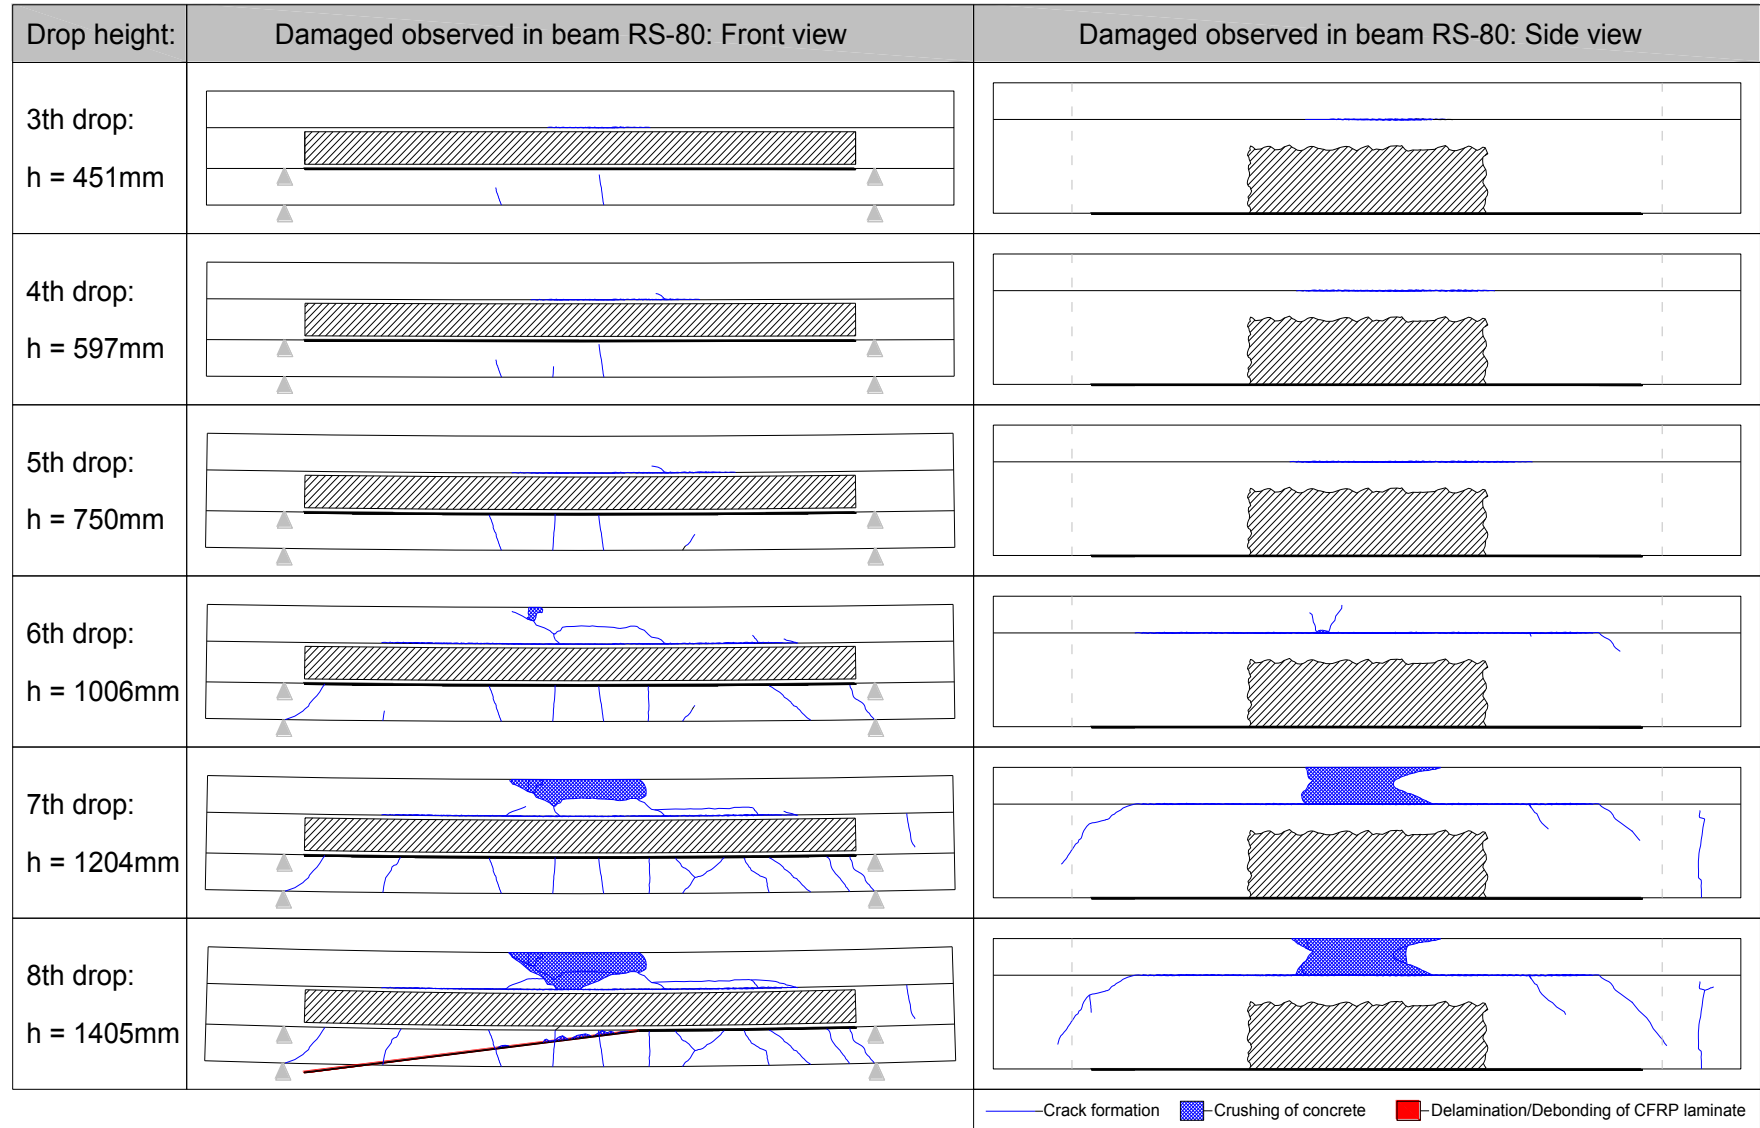 Drop height:
Damaged observed in beam RS-80: Front view
Damaged observed in beam RS-80: Side view
3th drop:
h = 451mm
4th drop:
h = 597mm
5th drop:
h = 750mm
6th drop:
h = 1006mm
7th drop:
h = 1204mm
8th drop:
h = 1405mm
Crack formation
Crushing of concrete
Delamination/Debonding of CFRP laminate